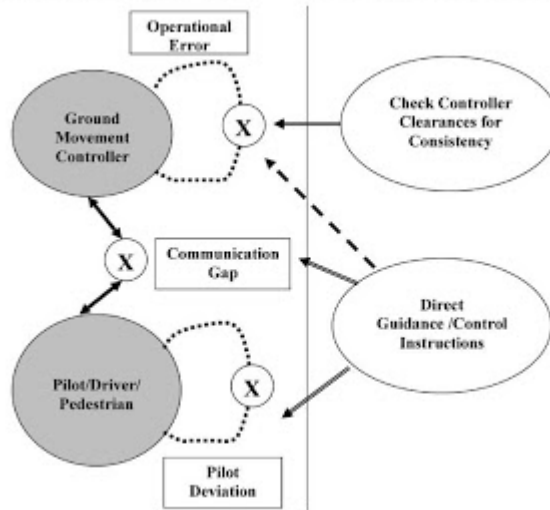 Operational
Error
Ground
Movement
Controller
X
Check Controller
Clearances for
Consistency
X
Communication
Gap
Direct
Guidance /Control
Instructions
Pilot/Driver/
Pedestrian
X
Pilot
Deviation